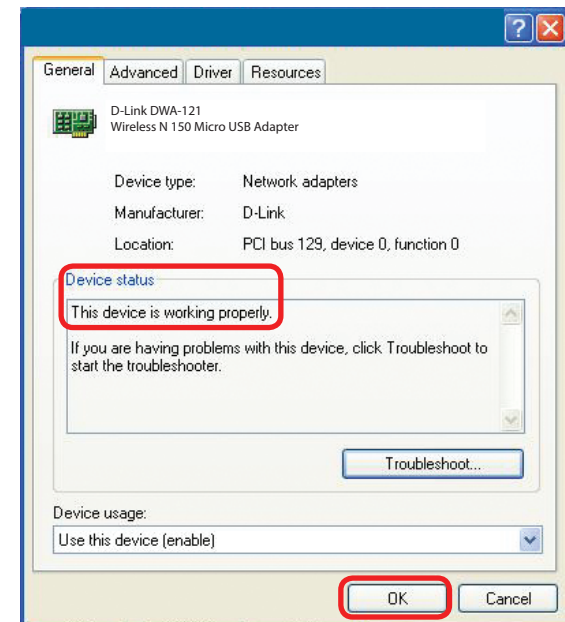 General Advanced Driver Resources
D-Link DWA-121
Wireless N 150 Micro USB Adapter
Device type: Network adapters
Manufacturer: D-Link
Location: PCI bus 129, device 0, function 0
Device status
This device is working properly.
If you are having problems with this device, click Troubleshoot to
start the troubleshooter.
Troubleshoot...
Device usage:
Use this device (enable)
OK Cancel